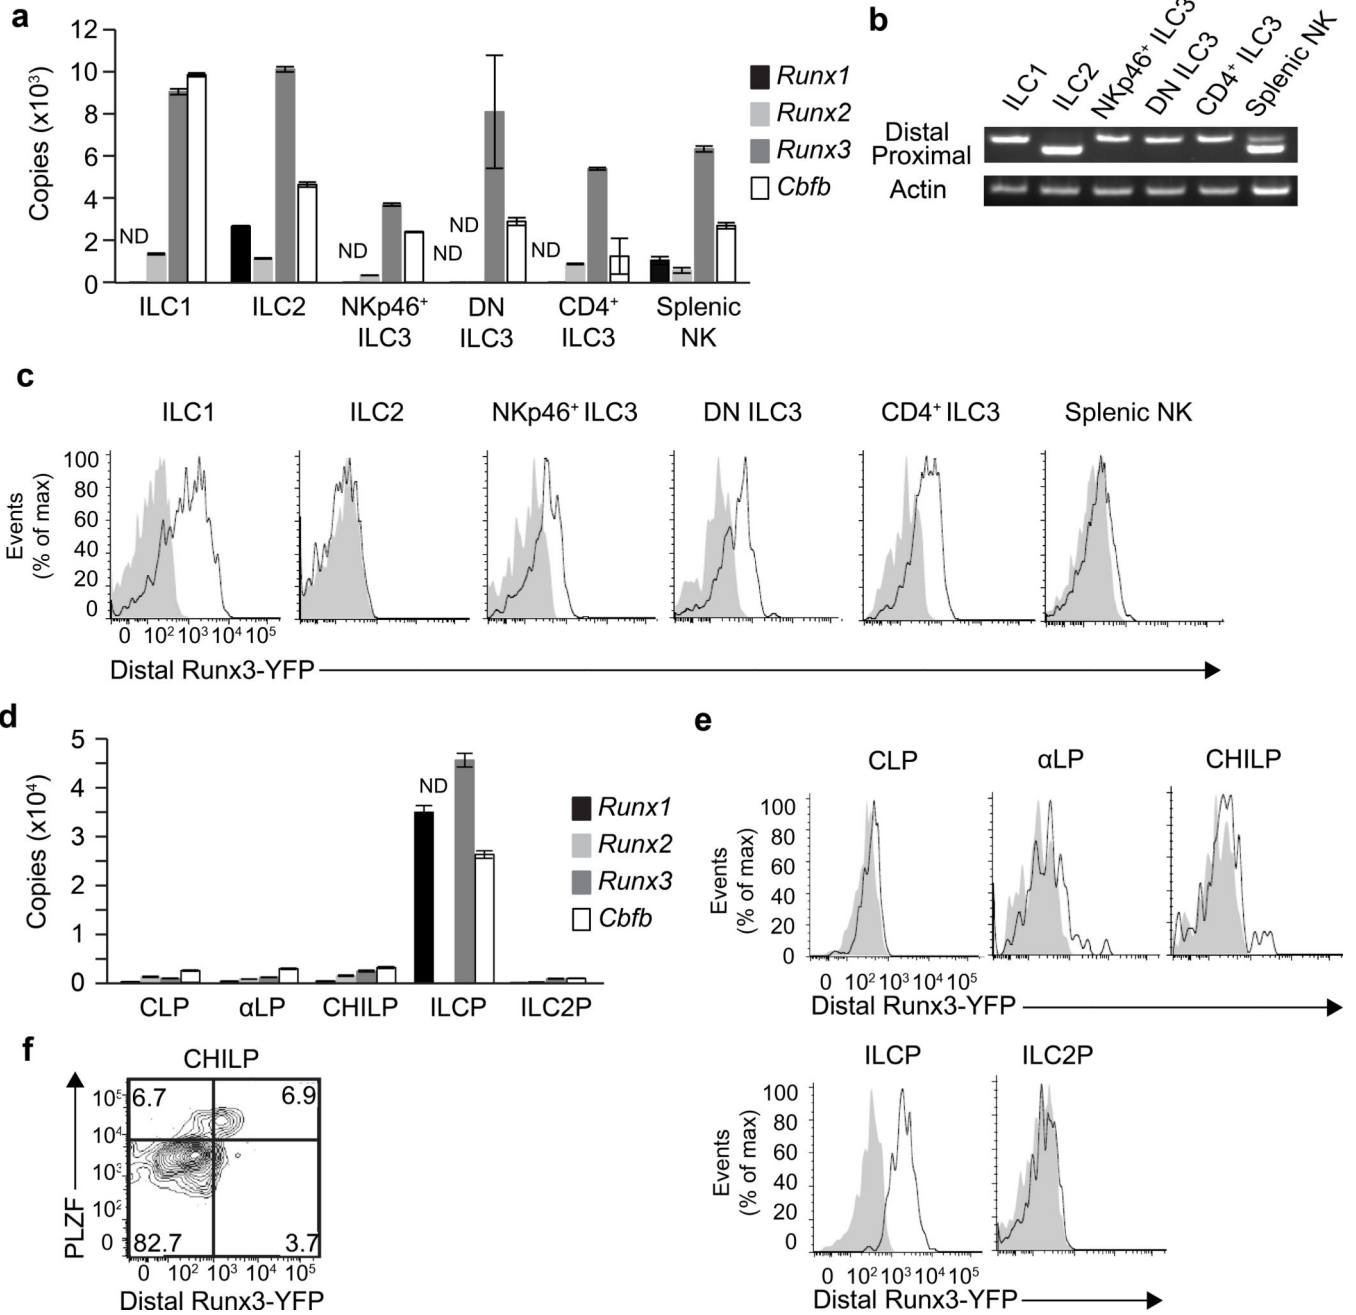 a
12
10
8
6
4
2
0
Copies (x10³)
ND
ND
ND
ND
ND
Runx1
Runx2
Runx3
Cbfb
ILC1
ILC2
NKp46⁺
ILC3
DN
ILC3
CD4⁺
ILC3
Splenic
NK
b
ILC1
ILC2
NKp46⁺ ILC3
DN ILC3
CD4⁺ ILC3
Splenic NK
Distal
Proximal
Actin
c
ILC1
ILC2
NKp46⁺ ILC3
DN ILC3
CD4⁺ ILC3
Splenic NK
Events
(% of max)
100
80
60
40
20
0
0 10² 10³ 10⁴ 10⁵
Distal Runx3-YFP
d
5
4
3
2
1
0
Copies (x10⁴)
ND
Runx1
Runx2
Runx3
Cbfb
CLP
αLP
CHILP
ILCP
ILC2P
e
CLP
αLP
CHILP
Events
(% of max)
100
80
60
40
20
0
0 10² 10³ 10⁴ 10⁵
Distal Runx3-YFP
ILCP
ILC2P
Events
(% of max)
100
80
60
40
20
0
0 10² 10³ 10⁴ 10⁵
Distal Runx3-YFP
f
CHILP
PLZF
10⁵
10⁴
10³
10²
0
6.7
6.9
82.7
3.7
0 10² 10³ 10⁴ 10⁵
Distal Runx3-YFP